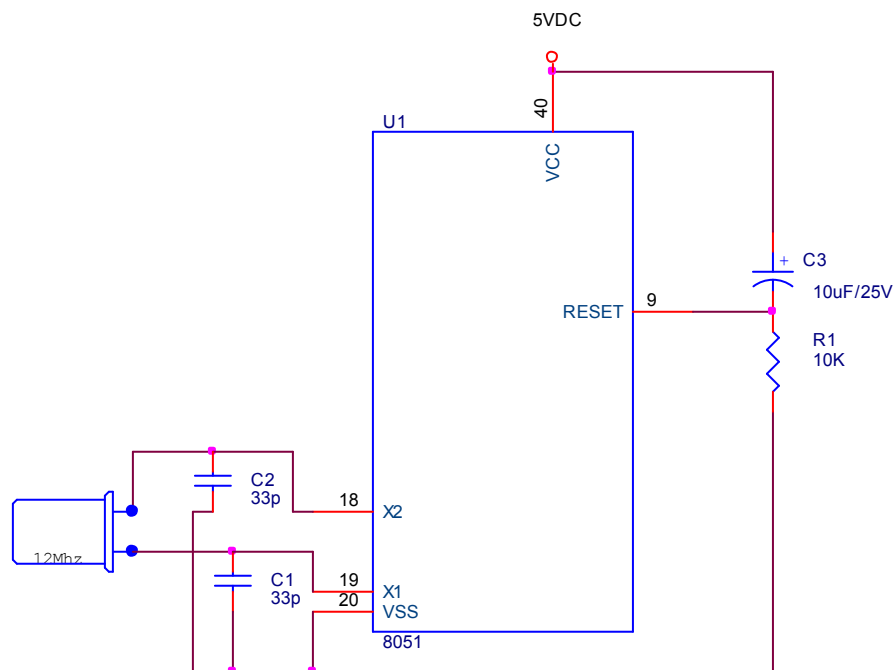 5VDC
40
U1
VCC
+
C3
10uF/25V
9
RESET
R1
10K
C2
33p
18
X2
12Mhz
C1
33p
19
X1
20
VSS
8051